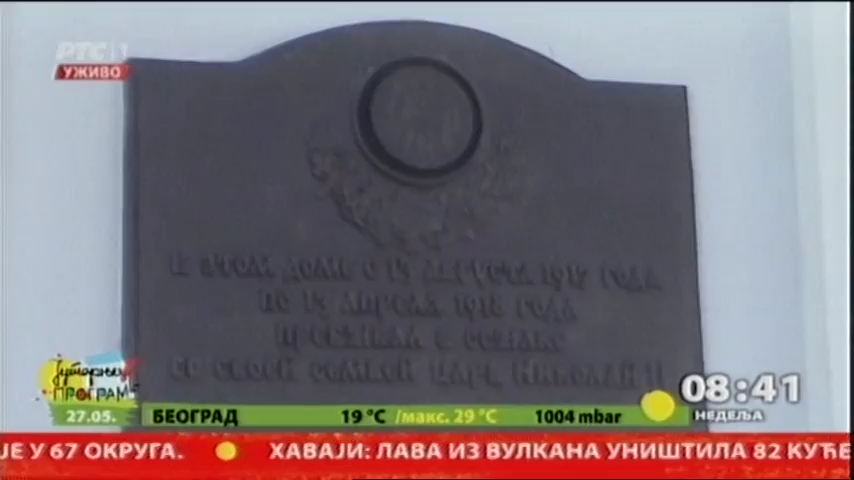 РТС 1
УЖИВО
В ЭТОМ ДОМЕ С 13 АВГУСТА 1917 ГОДА
ПО 13 АПРЕЛЯ 1918 ГОДА
СО СВОЕЙ СЕМЬЕЙ ЦАРЬ НИКОЛАЙ II
Јутарњи
ПРОГРАМ
27.05. БЕОГРАД 19 °C /макс. 29 °C 1004 mbar
08:41
НЕДЕЉА
ЈЕ У 67 ОКРУГА. ХАВАЈИ: ЛАВА ИЗ ВУЛКАНА УНИШТИЛА 82 КУЋЕ